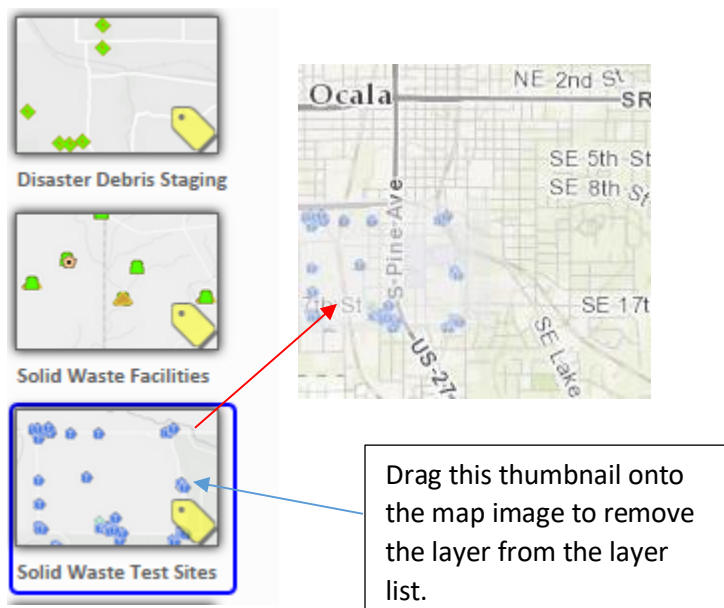 Disaster Debris Staging
Solid Waste Facilities
Solid Waste Test Sites
NE 2nd St
Ocala
SR
SE 5th St
SE 8th St
S-Pine-Ave
7th St
SE 17t
US-27
SE Lake
Drag this thumbnail onto
the map image to remove
the layer from the layer
list.